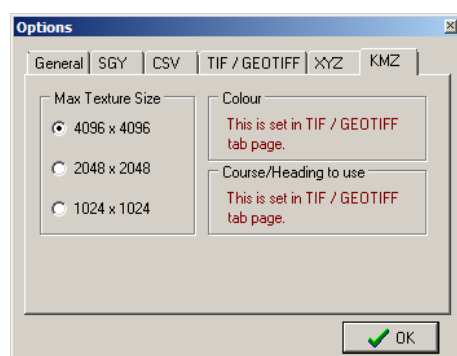 Options
General SGY CSV TIF / GEOTIFF XYZ KMZ
Max Texture Size
4096 x 4096
2048 x 2048
1024 x 1024
Colour
This is set in TIF / GEOTIFF
tab page.
Course/Heading to use
This is set in TIF / GEOTIFF
tab page.
OK